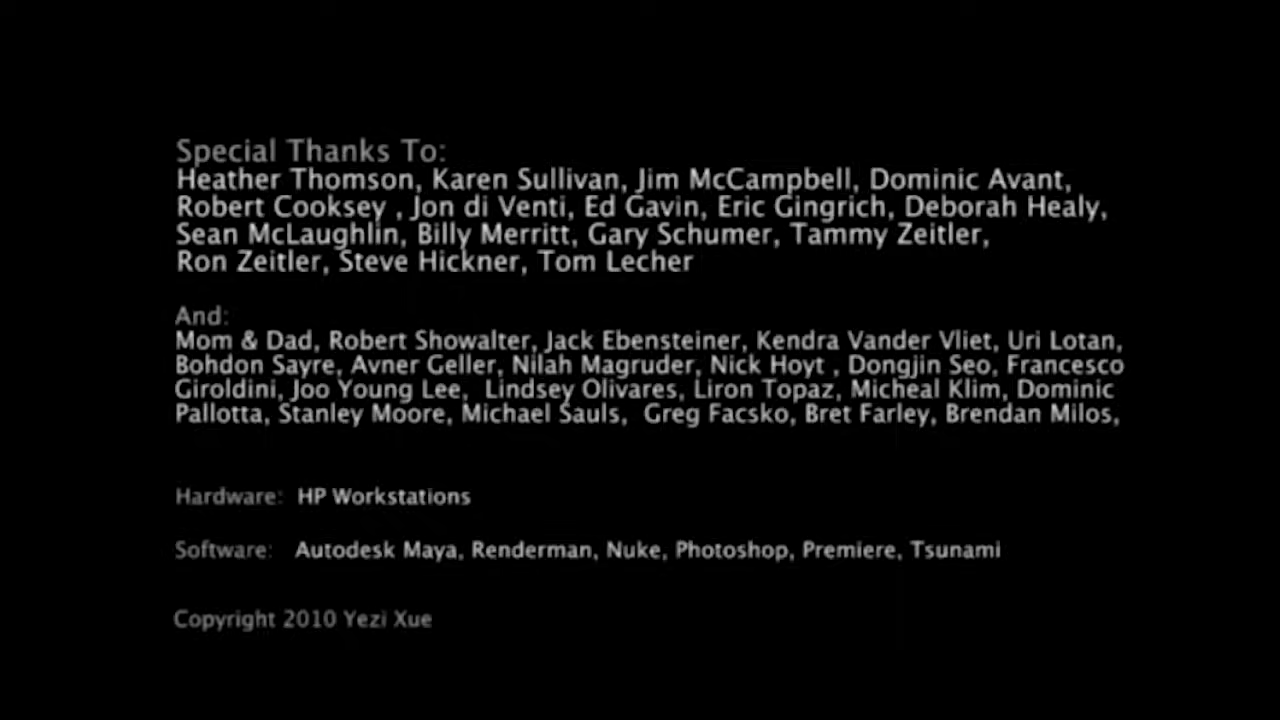 Special Thanks To:
Heather Thomson, Karen Sullivan, Jim McCampbell, Dominic Avant,
Robert Cooksey , Jon di Venti, Ed Gavin, Eric Gingrich, Deborah Healy,
Sean McLaughlin, Billy Merritt, Gary Schumer, Tammy Zeitler,
Ron Zeitler, Steve Hickner, Tom Lecher
And:
Mom & Dad, Robert Showalter, Jack Ebensteiner, Kendra Vander Vliet, Uri Lotan,
Bohdon Sayre, Avner Geller, Nilah Magruder, Nick Hoyt , Dongjin Seo, Francesco
Giroldini, Joo Young Lee,  Lindsey Olivares, Liron Topaz, Micheal Klim, Dominic
Pallotta, Stanley Moore, Michael Sauls,  Greg Facsko, Bret Farley, Brendan Milos,
Hardware:  HP Workstations
Software:  Autodesk Maya, Renderman, Nuke, Photoshop, Premiere, Tsunami
Copyright 2010 Yezi Xue